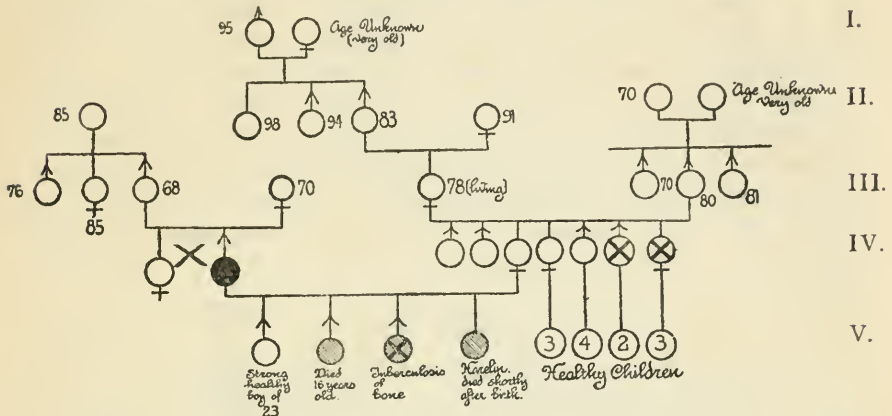 95
Age Unknown
(Very old)
I.
98
94
83
91
70
Age Unknown
Very old
II.
85
76
85
68
70
78 (living)
70
80
81
III.
IV.
3
4
2
3
V.
Strong
healthy
boy of
23
Died
16 years
old.
Tuberculosis
of
bone
Harelip.
died shortly
after birth.
Healthy Children